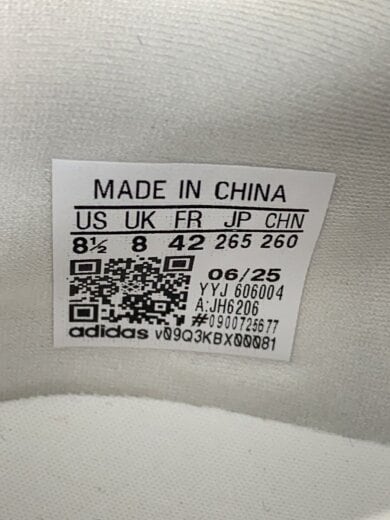 MADE IN CHINA
US UK FR JP CHN
8½ 8 42 265 260
06/25
YYJ 606004
A:JH6206
#0900725677
adidas v09Q3KBX00081